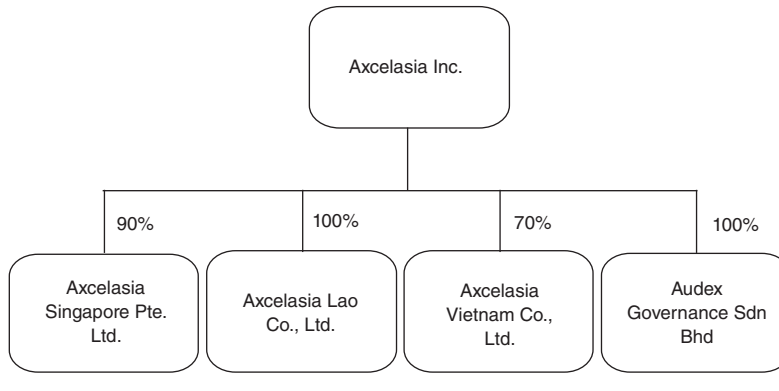 Axcelasia Inc.
90%
100%
70%
100%
Axcelasia
Singapore Pte.
Ltd.
Axcelasia Lao
Co., Ltd.
Axcelasia
Vietnam Co.,
Ltd.
Audex
Governance Sdn
Bhd